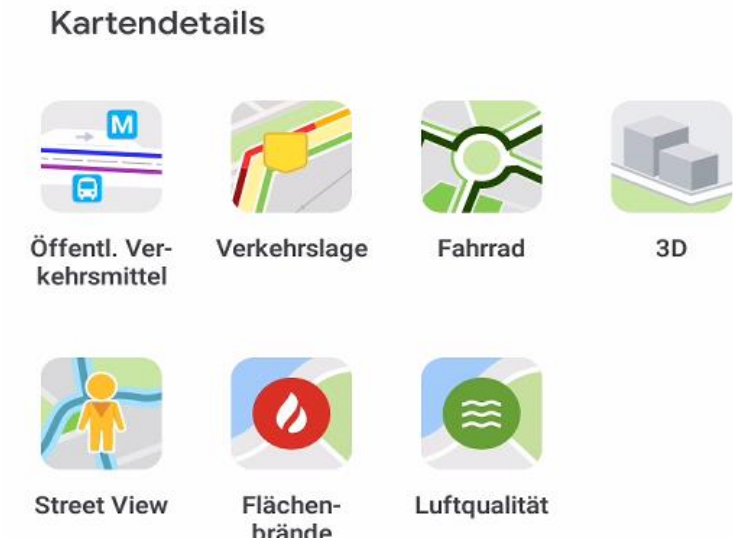 Kartendetails
M
Öffentl. Ver-
kehrsmittel
Verkehrslage
Fahrrad
3D
Street View
Flächen-
brände
Luftqualität